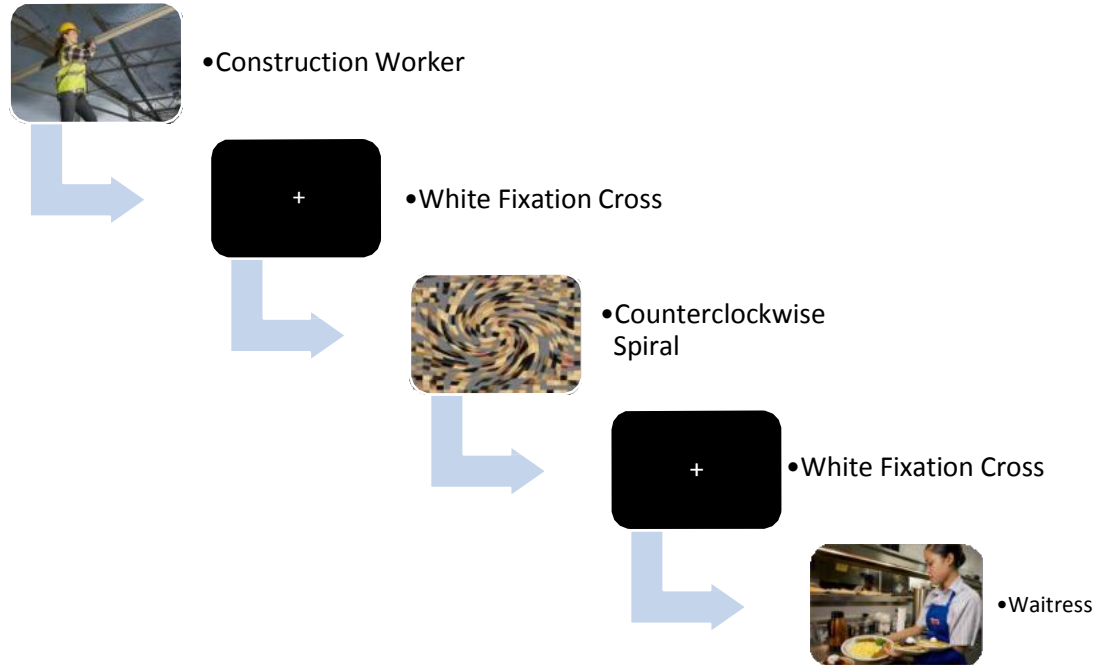 •Construction Worker
•White Fixation Cross
•Counterclockwise
Spiral
•White Fixation Cross
•Waitress